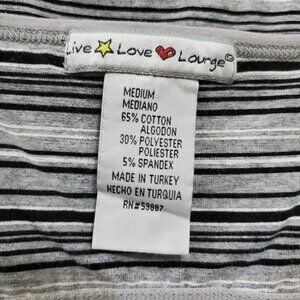 Live Love Lounge©
MEDIUM
MEDIANO
65% COTTON
ALGODON
30% POLYESTER
POLIESTER
5% SPANDEX
MADE IN TURKEY
HECHO EN TURQUIA
RN#59887